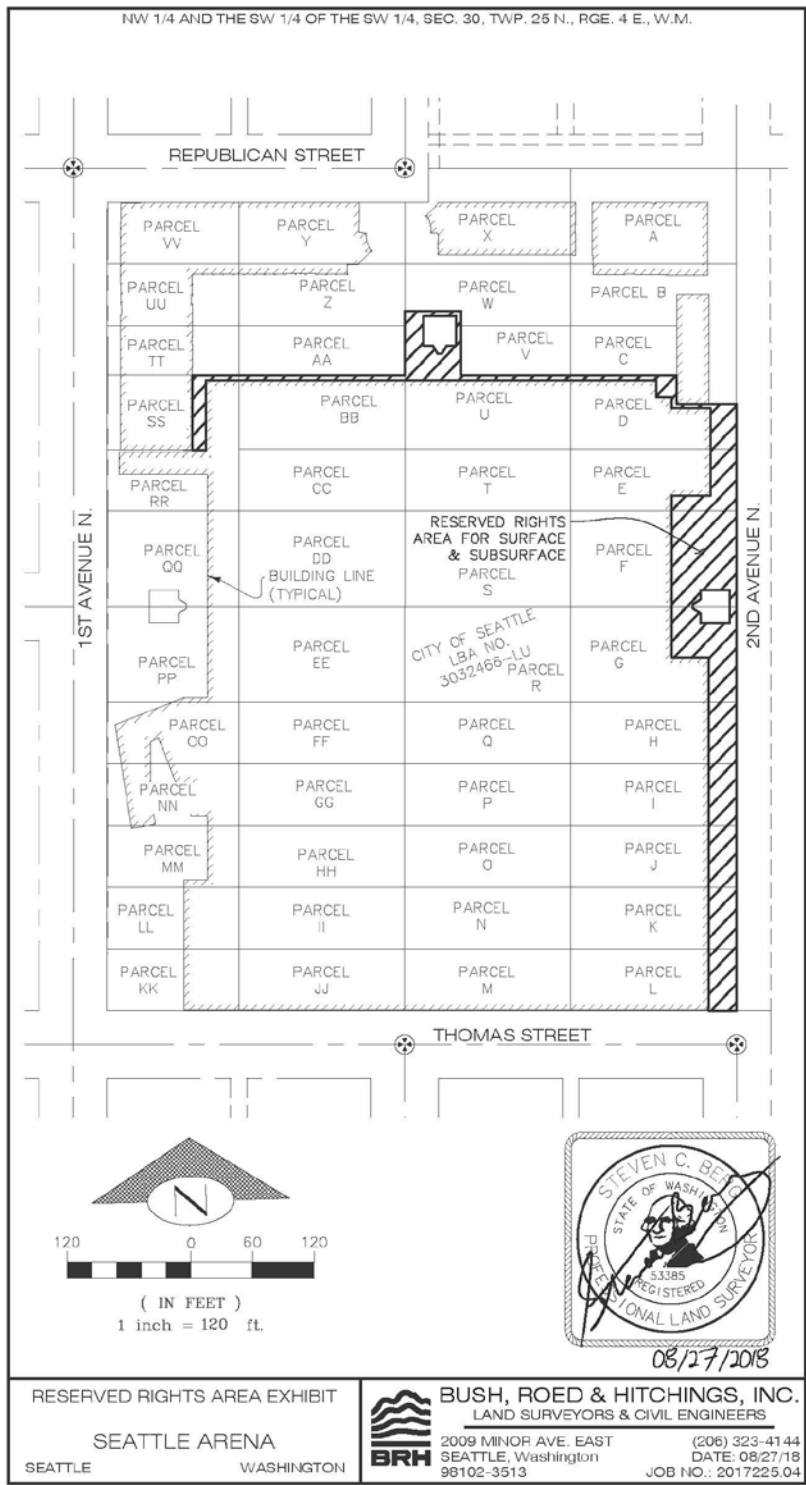 NW 1/4 AND THE SW 1/4 OF THE SW 1/4, SEC. 30, TWP. 25 N., RGE. 4 E., W.M.
REPUBLICAN STREET
PARCEL
VV
PARCEL
Y
PARCEL
X
PARCEL
A
PARCEL
UU
PARCEL
Z
PARCEL
W
PARCEL B
PARCEL
TT
PARCEL
AA
PARCEL
V
PARCEL
C
PARCEL
SS
PARCEL
BB
PARCEL
U
PARCEL
D
PARCEL
RR
PARCEL
CC
PARCEL
T
PARCEL
E
1ST AVENUE N.
2ND AVENUE N.
RESERVED RIGHTS
AREA FOR SURFACE
& SUBSURFACE
PARCEL
QQ
PARCEL
DD
BUILDING LINE
(TYPICAL)
PARCEL
S
PARCEL
F
PARCEL
PP
PARCEL
EE
CITY OF SEATTLE
LBA NO.
3032466-LU
PARCEL
R
PARCEL
G
PARCEL
OO
PARCEL
FF
PARCEL
Q
PARCEL
H
PARCEL
NN
PARCEL
GG
PARCEL
P
PARCEL
I
PARCEL
MM
PARCEL
HH
PARCEL
O
PARCEL
J
PARCEL
LL
PARCEL
II
PARCEL
N
PARCEL
K
PARCEL
KK
PARCEL
JJ
PARCEL
M
PARCEL
L
THOMAS STREET
N
120 0 60 120
( IN FEET )
1 inch = 120 ft.
STEVEN C. BERG
STATE OF WASHINGTON
53385
REGISTERED
PROFESSIONAL LAND SURVEYOR
08/27/2018
RESERVED RIGHTS AREA EXHIBIT
SEATTLE ARENA
SEATTLE WASHINGTON
BRH
BUSH, ROED & HITCHINGS, INC.
LAND SURVEYORS & CIVIL ENGINEERS
2009 MINOR AVE. EAST (206) 323-4144
SEATTLE, Washington DATE: 08/27/18
98102-3513 JOB NO.: 2017225.04